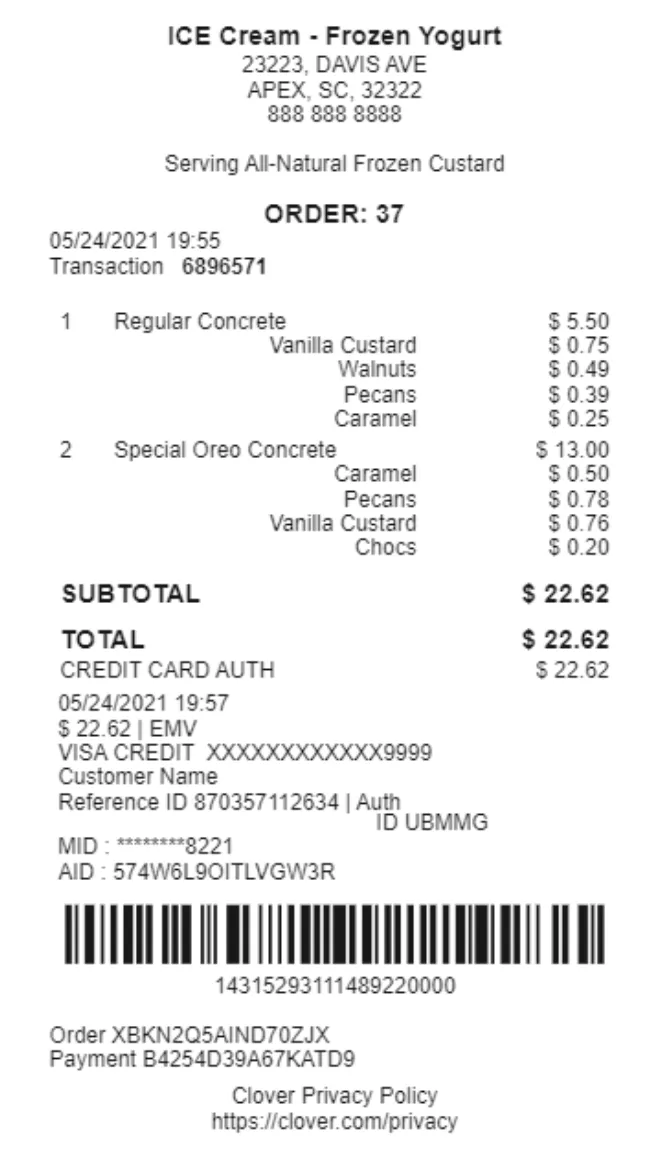 ICE Cream - Frozen Yogurt
23223, DAVIS AVE
APEX, SC, 32322
888 888 8888
Serving All-Natural Frozen Custard
ORDER: 37
05/24/2021 19:55
Transaction 6896571
1 Regular Concrete $ 5.50
Vanilla Custard $ 0.75
Walnuts $ 0.49
Pecans $ 0.39
Caramel $ 0.25
2 Special Oreo Concrete $ 13.00
Caramel $ 0.50
Pecans $ 0.78
Vanilla Custard $ 0.76
Chocs $ 0.20
SUBTOTAL $ 22.62
TOTAL $ 22.62
CREDIT CARD AUTH $ 22.62
05/24/2021 19:57
$ 22.62 | EMV
VISA CREDIT XXXXXXXXXXXX9999
Customer Name
Reference ID 870357112634 | Auth
ID UBMMG
MID : ********8221
AID : 574W6L9OITLVGW3R
14315293111489220000
Order XBKN2Q5AIND70ZJX
Payment B4254D39A67KATD9
Clover Privacy Policy
https://clover.com/privacy